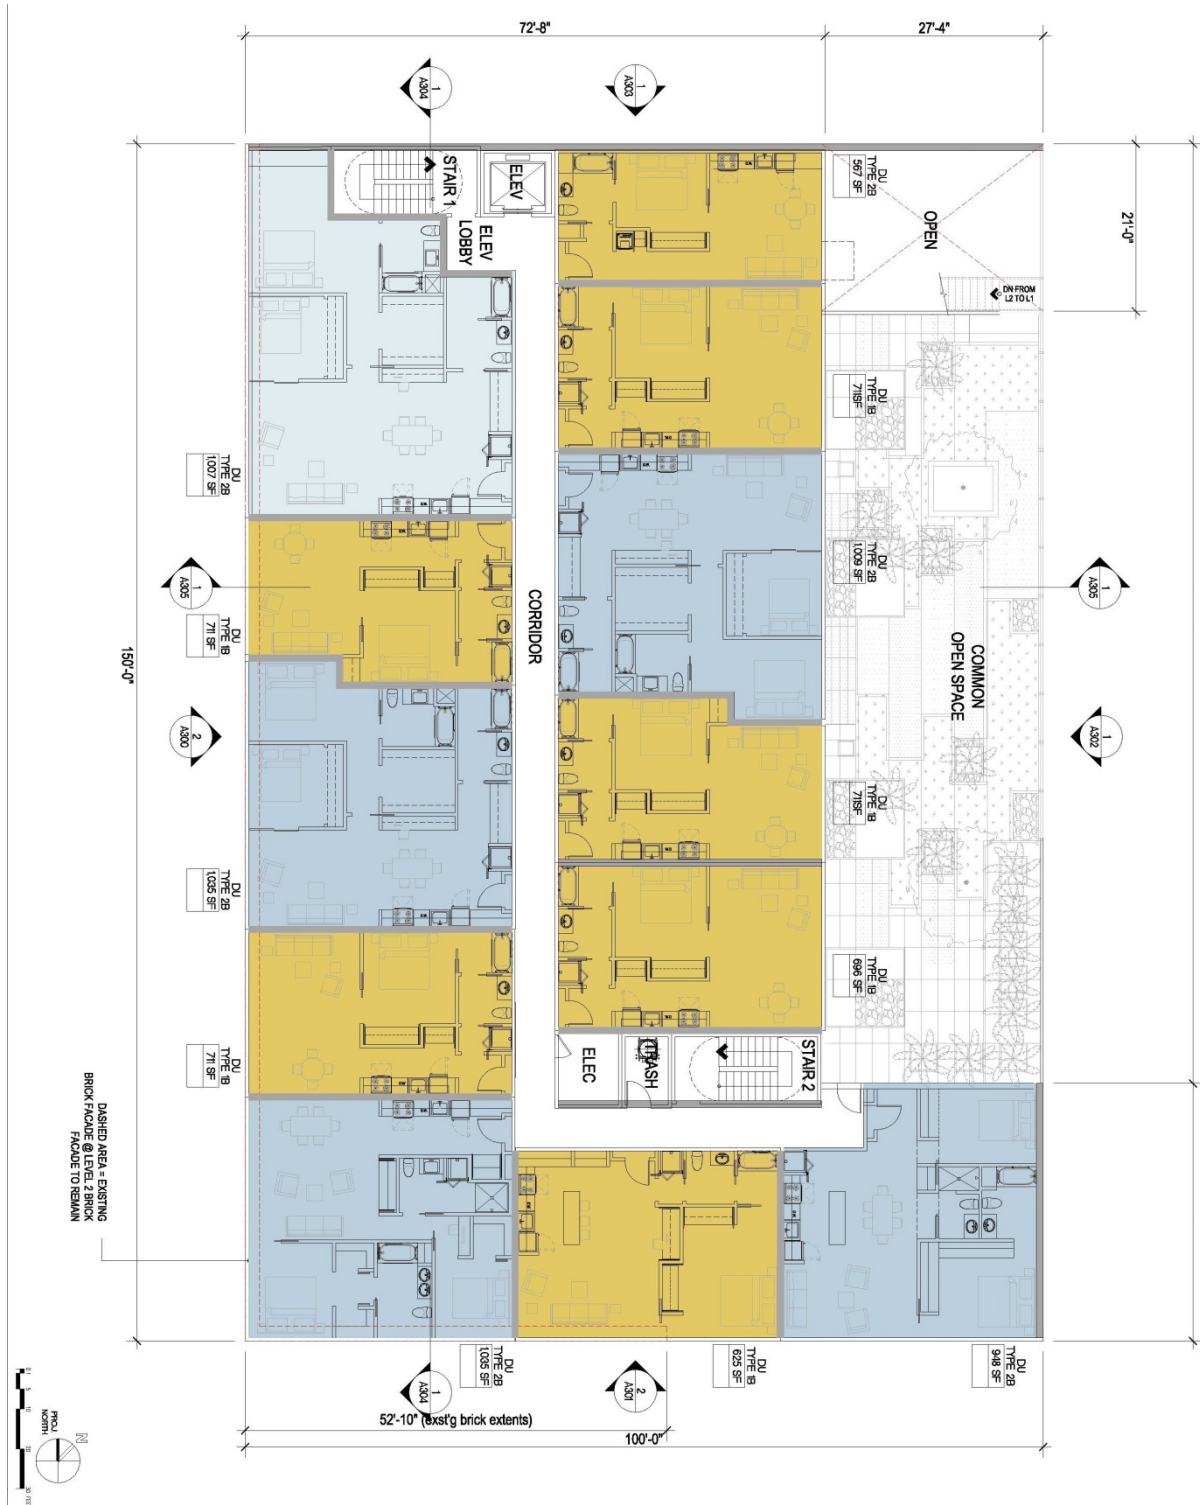 72'-8"
27'-4"
1
A304
1
A303
STAIR 1
ELEV
ELEV
LOBBY
DU
TYPE 2B
567 SF
OPEN
21'-0"
DN FROM
L2 TO L1
DU
TYPE 1B
711SF
DU
TYPE 2B
1,007 SF
DU
TYPE 2B
1,009 SF
1
A305
CORRIDOR
1
A305
DU
TYPE 1B
711 SF
150'-0"
COMMON
OPEN SPACE
2
A300
1
A302
DU
TYPE 1B
711SF
DU
TYPE 2B
1,035 SF
DU
TYPE 1B
696 SF
DU
TYPE 1B
711 SF
ELEC
TRASH
STAIR 2
DASHED AREA = EXISTING
BRICK FACADE @ LEVEL 2 BRICK
FACADE TO REMAIN
DU
TYPE 2B
1,035 SF
DU
TYPE 1B
625 SF
DU
TYPE 2B
948 SF
1
A304
2
A301
52'-10" (exst'g brick extents)
100'-0"
PROJ.
NORTH
N
0
5
10